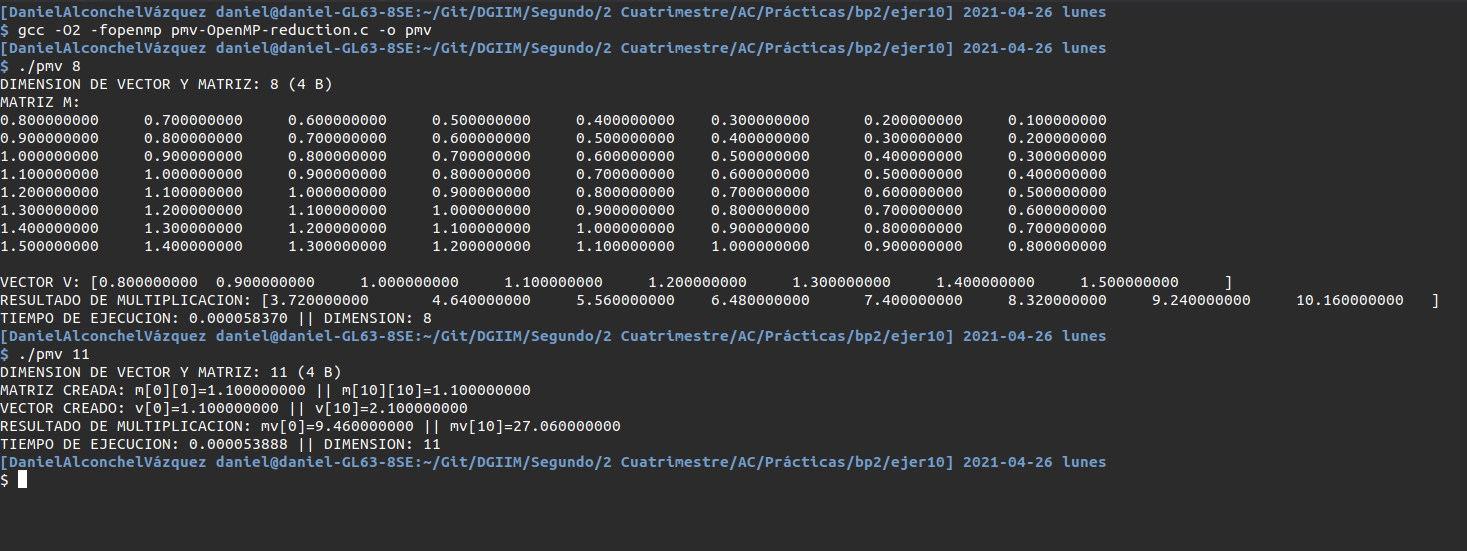 [DanielAlconchelVázquez daniel@daniel-GL63-8SE:~/Git/DGIIM/Segundo/2 Cuatrimestre/AC/Prácticas/bp2/ejer10] 2021-04-26 lunes
$ gcc -O2 -fopenmp pmv-OpenMP-reduction.c -o pmv
[DanielAlconchelVázquez daniel@daniel-GL63-8SE:~/Git/DGIIM/Segundo/2 Cuatrimestre/AC/Prácticas/bp2/ejer10] 2021-04-26 lunes
$ ./pmv 8
DIMENSION DE VECTOR Y MATRIZ: 8 (4 B)
MATRIZ M:
0.800000000 0.700000000 0.600000000 0.500000000 0.400000000 0.300000000 0.200000000 0.100000000
0.900000000 0.800000000 0.700000000 0.600000000 0.500000000 0.400000000 0.300000000 0.200000000
1.000000000 0.900000000 0.800000000 0.700000000 0.600000000 0.500000000 0.400000000 0.300000000
1.100000000 1.000000000 0.900000000 0.800000000 0.700000000 0.600000000 0.500000000 0.400000000
1.200000000 1.100000000 1.000000000 0.900000000 0.800000000 0.700000000 0.600000000 0.500000000
1.300000000 1.200000000 1.100000000 1.000000000 0.900000000 0.800000000 0.700000000 0.600000000
1.400000000 1.300000000 1.200000000 1.100000000 1.000000000 0.900000000 0.800000000 0.700000000
1.500000000 1.400000000 1.300000000 1.200000000 1.100000000 1.000000000 0.900000000 0.800000000
VECTOR V: [0.800000000 0.900000000 1.000000000 1.100000000 1.200000000 1.300000000 1.400000000 1.500000000 ]
RESULTADO DE MULTIPLICACION: [3.720000000 4.640000000 5.560000000 6.480000000 7.400000000 8.320000000 9.240000000 10.160000000 ]
TIEMPO DE EJECUCION: 0.000058370 || DIMENSION: 8
[DanielAlconchelVázquez daniel@daniel-GL63-8SE:~/Git/DGIIM/Segundo/2 Cuatrimestre/AC/Prácticas/bp2/ejer10] 2021-04-26 lunes
$ ./pmv 11
DIMENSION DE VECTOR Y MATRIZ: 11 (4 B)
MATRIZ CREADA: m[0][0]=1.100000000 || m[10][10]=1.100000000
VECTOR CREADO: v[0]=1.100000000 || v[10]=2.100000000
RESULTADO DE MULTIPLICACION: mv[0]=9.460000000 || mv[10]=27.060000000
TIEMPO DE EJECUCION: 0.000053888 || DIMENSION: 11
[DanielAlconchelVázquez daniel@daniel-GL63-8SE:~/Git/DGIIM/Segundo/2 Cuatrimestre/AC/Prácticas/bp2/ejer10] 2021-04-26 lunes
$